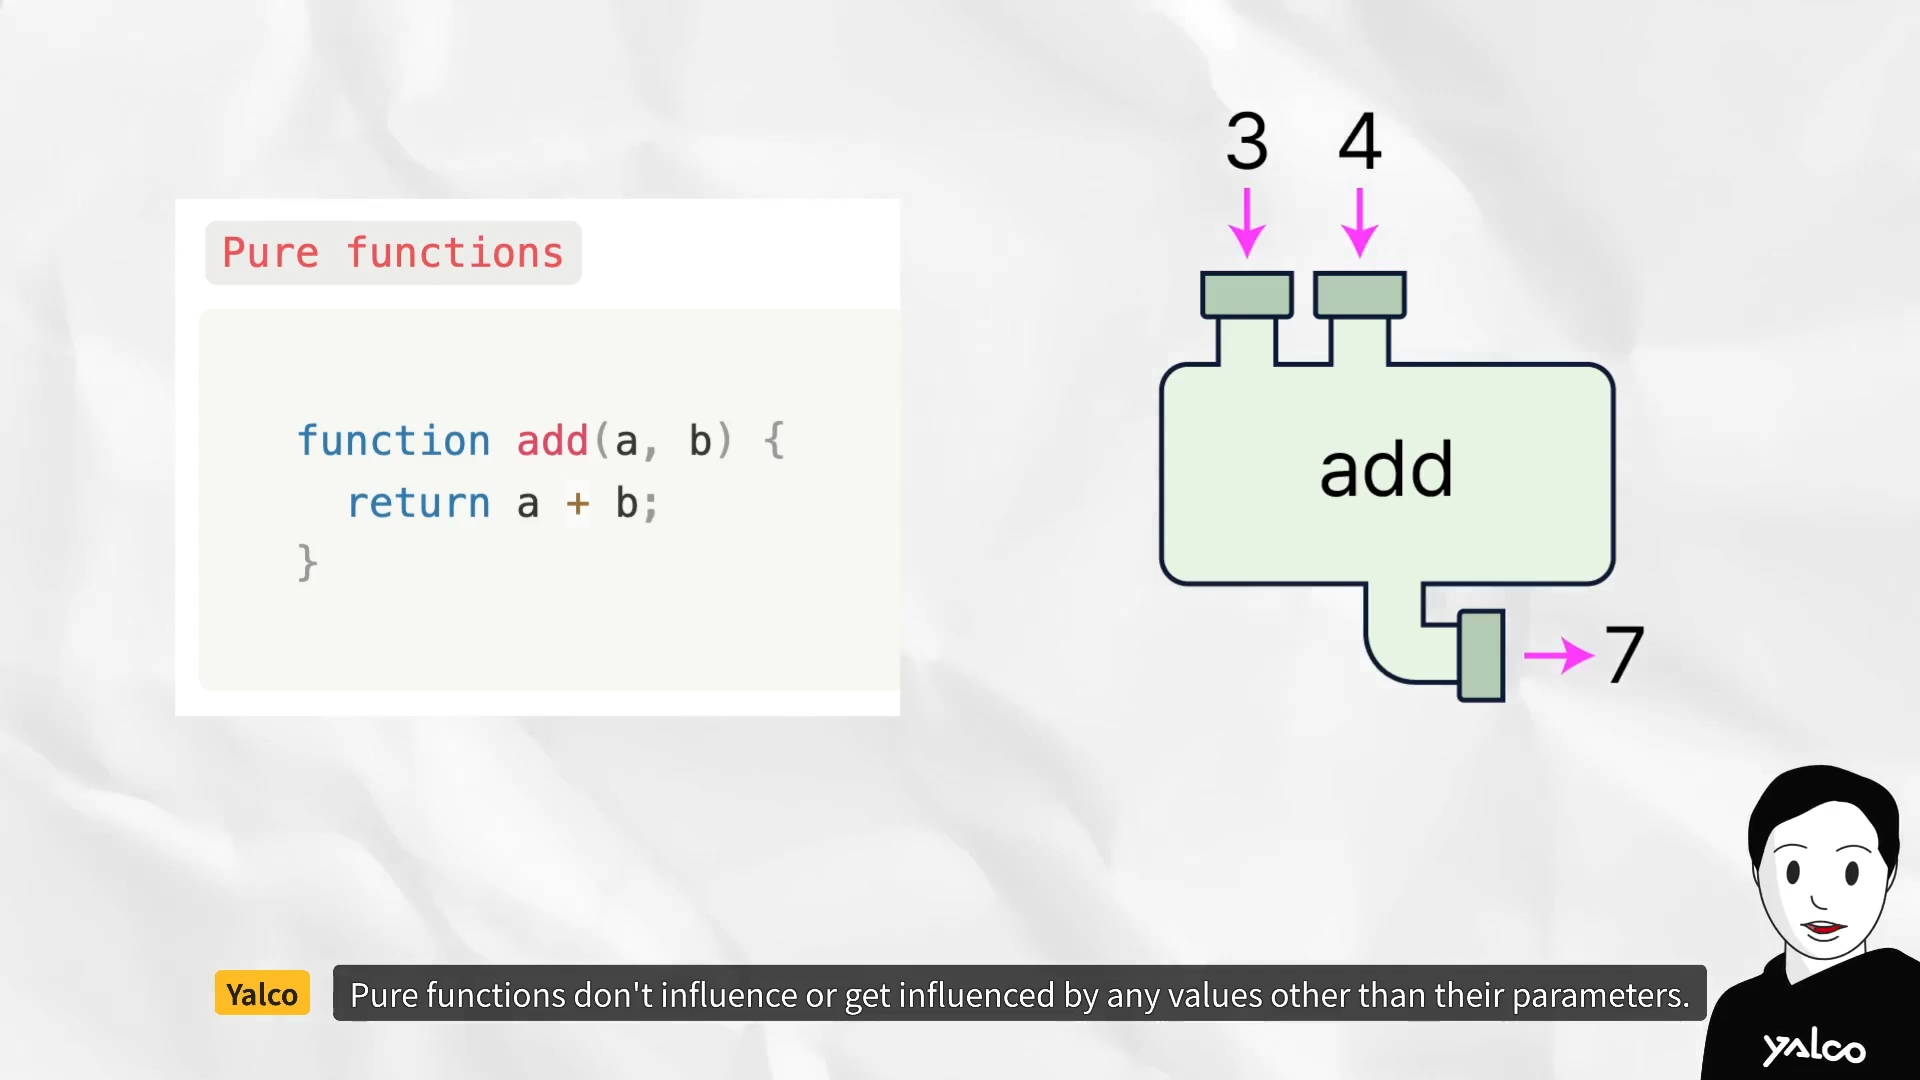 Pure functions
function add(a, b) {
return a + b;
}
3 4
add
7
Yalco Pure functions don't influence or get influenced by any values other than their parameters.
yalco